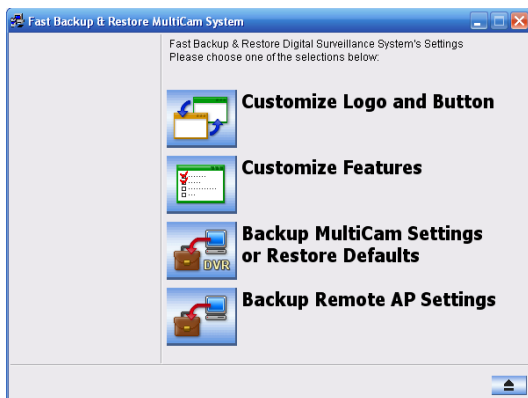 Fast Backup & Restore MultiCam System
Fast Backup & Restore Digital Surveillance System's Settings
Please choose one of the selections below:
Customize Logo and Button
Customize Features
Backup MultiCam Settings
or Restore Defaults
DVR
Backup Remote AP Settings